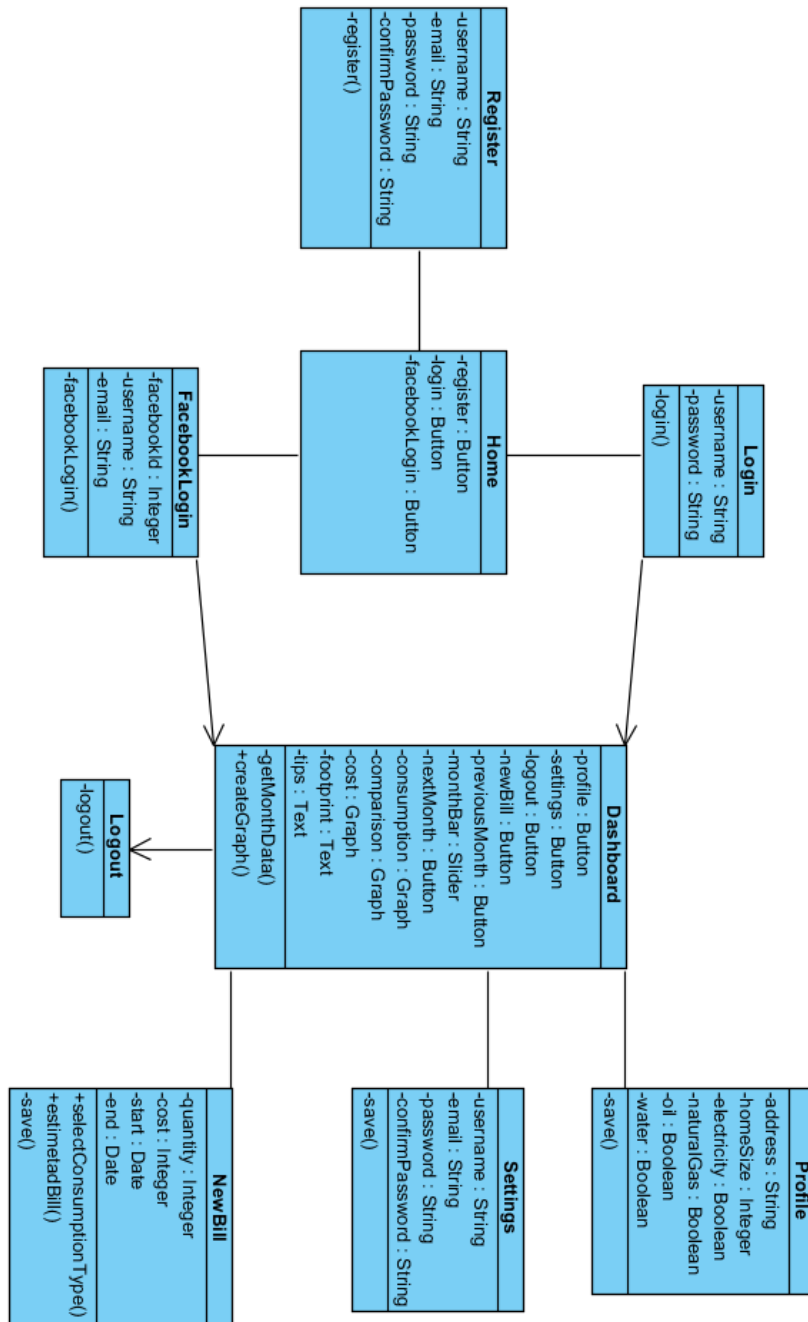 Register
-username : String
-email : String
-password : String
-confirmPassword : String
-register()
Home
-register : Button
-login : Button
-facebookLogin : Button
Login
-username : String
-password : String
-login()
FacebookLogin
-facebookId : Integer
-username : String
-email : String
-facebookLogin()
Dashboard
-profile : Button
-settings : Button
-logout : Button
-newBill : Button
-previousMonth : Button
-monthBar : Slider
-nextMonth : Button
-consumption : Graph
-comparison : Graph
-cost : Graph
-footprint : Text
-tips : Text
-getMonthData()
+createGraph()
Logout
-logout()
Profile
-address : String
-homeSize : Integer
-electricity : Boolean
-naturalGas : Boolean
-oil : Boolean
-water : Boolean
-save()
Settings
-username : String
-email : String
-password : String
-confirmPassword : String
-save()
NewBill
-quantity : Integer
-cost : Integer
-start : Date
-end : Date
+selectConsumptionType()
+estimetadBill()
-save()